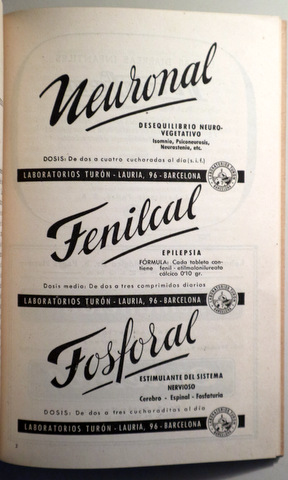 Neuronal
DESEQUILIBRIO NEURO-
VEGETATIVO
Isomnia, Psiconeurosis,
Neurastenia, etc.
DOSIS: De dos a cuatro cucharadas al día (s.i.f.)
LABORATORIOS TURÓN - LAURIA, 96 - BARCELONA
Fenilcal
EPILEPSIA
FÓRMULA: Cada tableta con-
tiene fenil-etilmalonilureato
cálcico 0'10 gr.
Dosis media: De dos a tres comprimidos diarios
LABORATORIOS TURÓN - LAURIA, 96 - BARCELONA
Fosforal
ESTIMULANTE DEL SISTEMA
NERVIOSO
Cerebro - Espinal - Fosfaturia
DOSIS: De dos a tres cucharaditas al día
LABORATORIOS TURÓN - LAURIA, 96 - BARCELONA